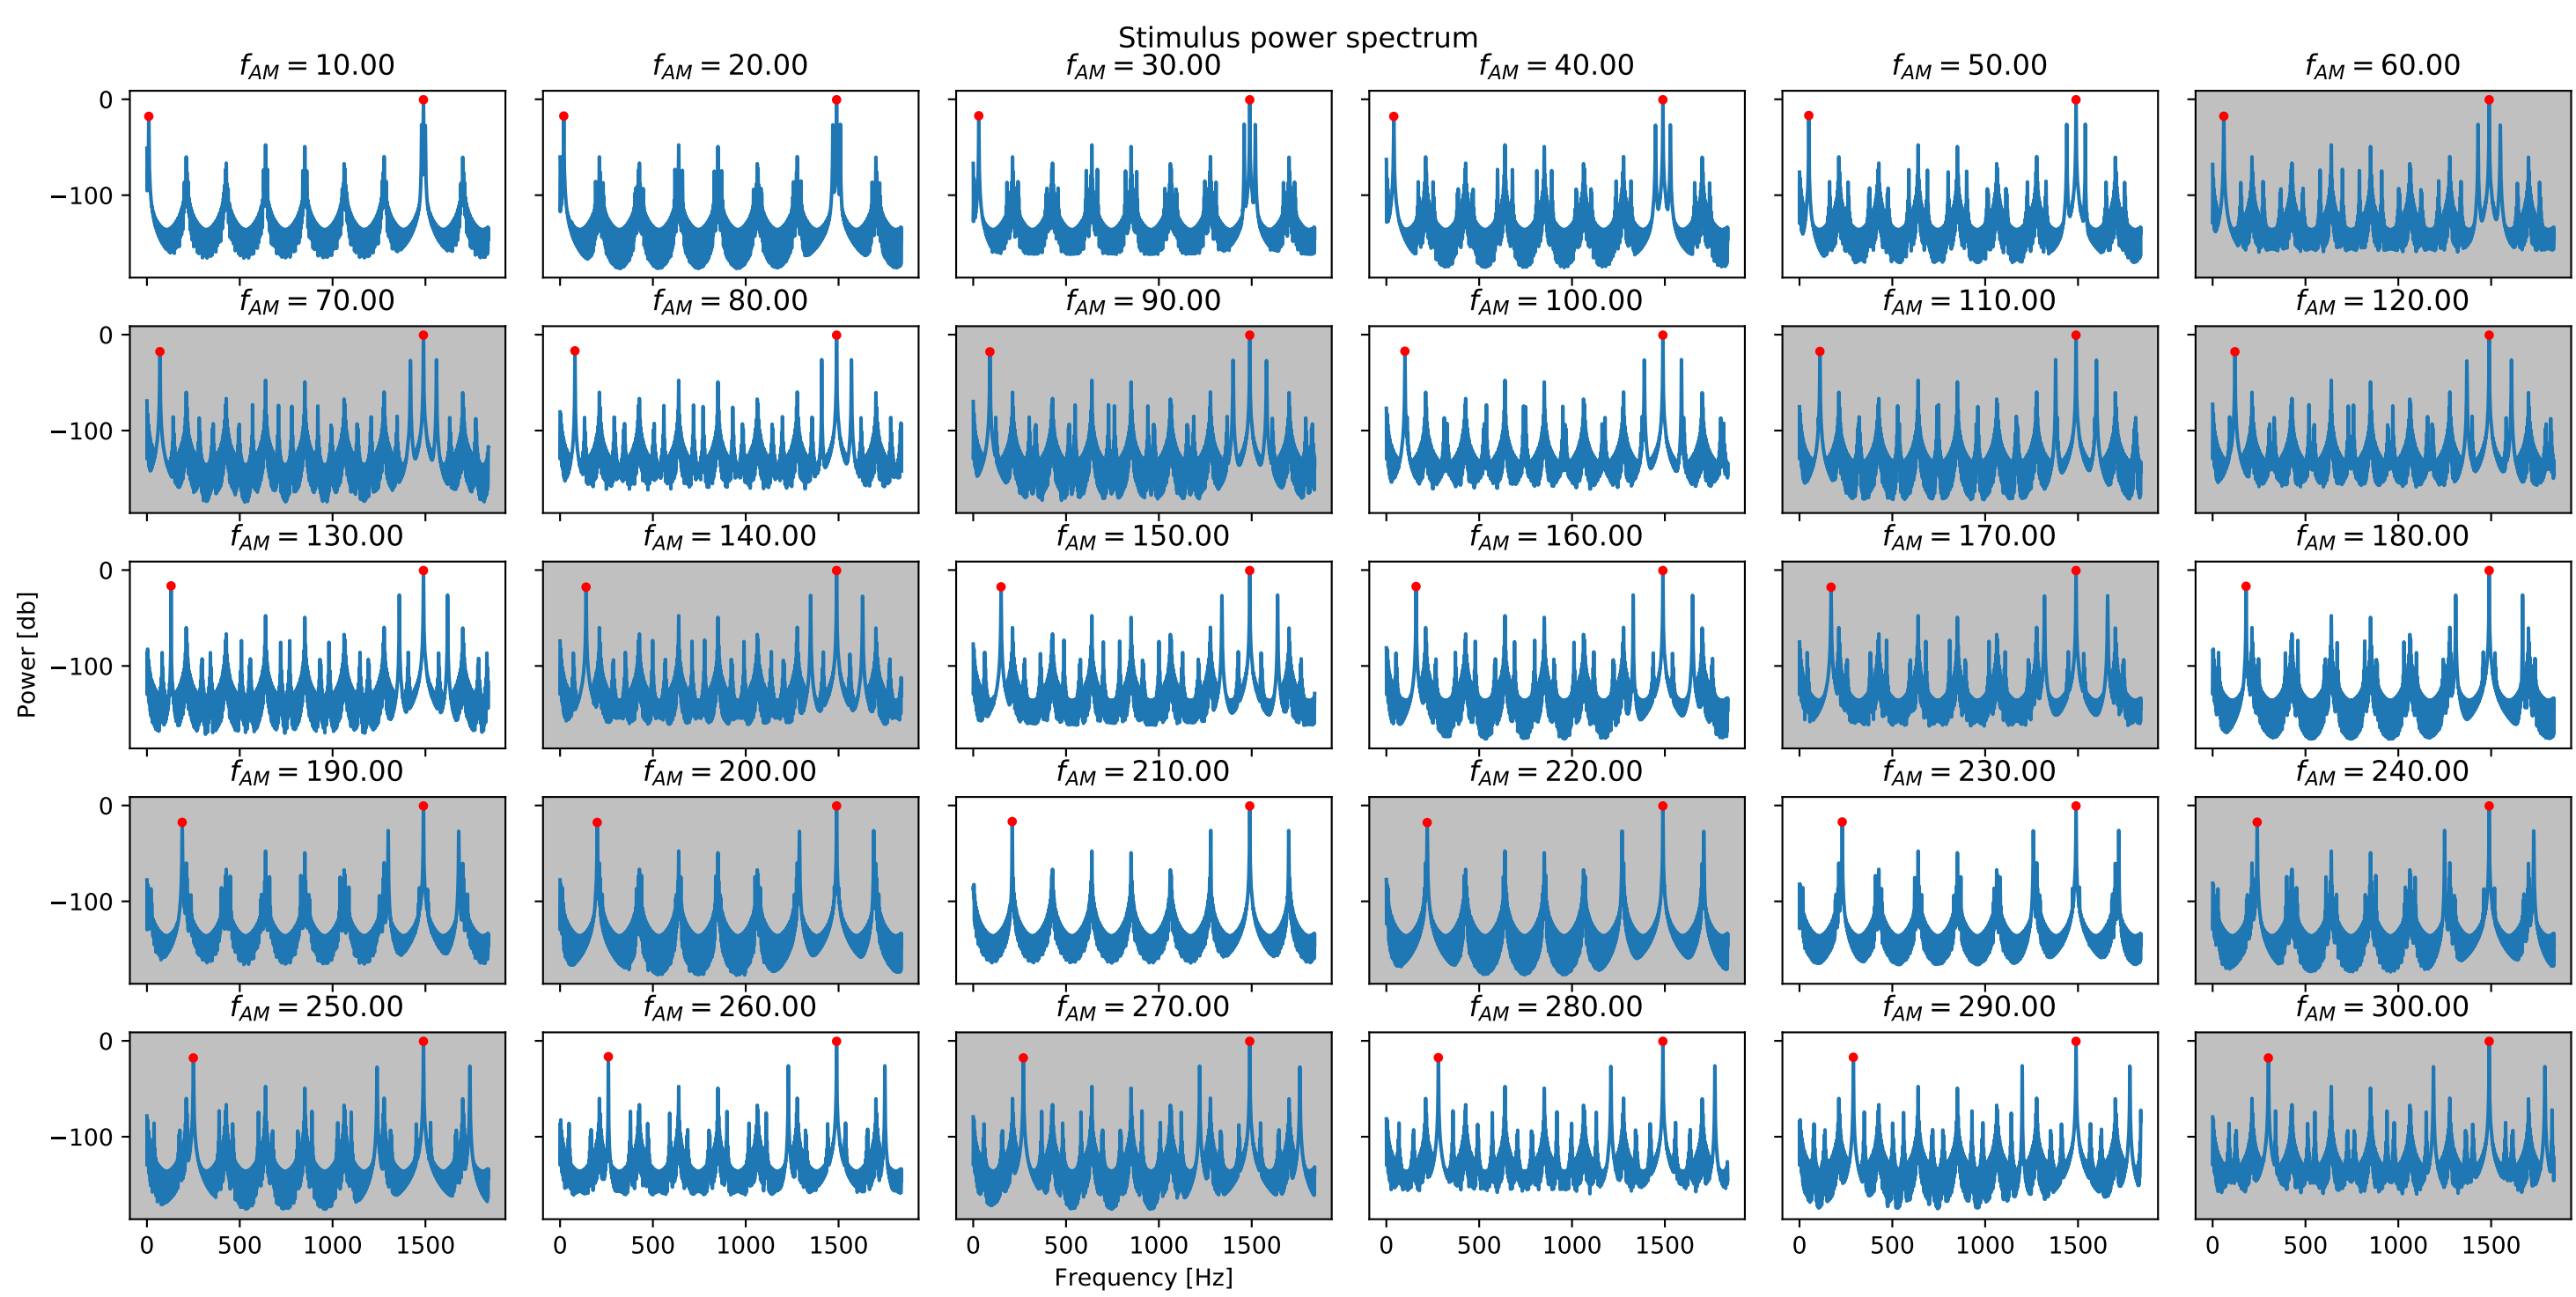 Stimulus power spectrum
f_AM = 10.00 f_AM = 20.00 f_AM = 30.00 f_AM = 40.00 f_AM = 50.00 f_AM = 60.00
0
−100
f_AM = 70.00 f_AM = 80.00 f_AM = 90.00 f_AM = 100.00 f_AM = 110.00 f_AM = 120.00
0
−100
f_AM = 130.00 f_AM = 140.00 f_AM = 150.00 f_AM = 160.00 f_AM = 170.00 f_AM = 180.00
0
Power [db]
−100
f_AM = 190.00 f_AM = 200.00 f_AM = 210.00 f_AM = 220.00 f_AM = 230.00 f_AM = 240.00
0
−100
f_AM = 250.00 f_AM = 260.00 f_AM = 270.00 f_AM = 280.00 f_AM = 290.00 f_AM = 300.00
0
−100
0 500 1000 1500 0 500 1000 1500 0 500 1000 1500 0 500 1000 1500 0 500 1000 1500 0 500 1000 1500
Frequency [Hz]